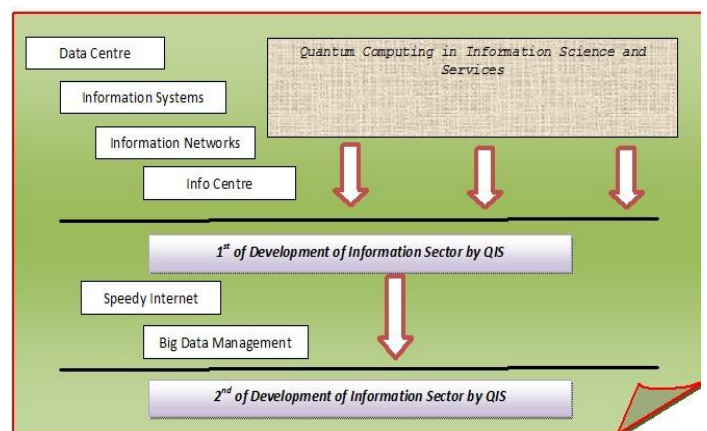 Data Centre
Quantum Computing in Information Science and
Services
Information Systems
Information Networks
Info Centre
1st of Development of Information Sector by QIS
Speedy Internet
Big Data Management
2nd of Development of Information Sector by QIS